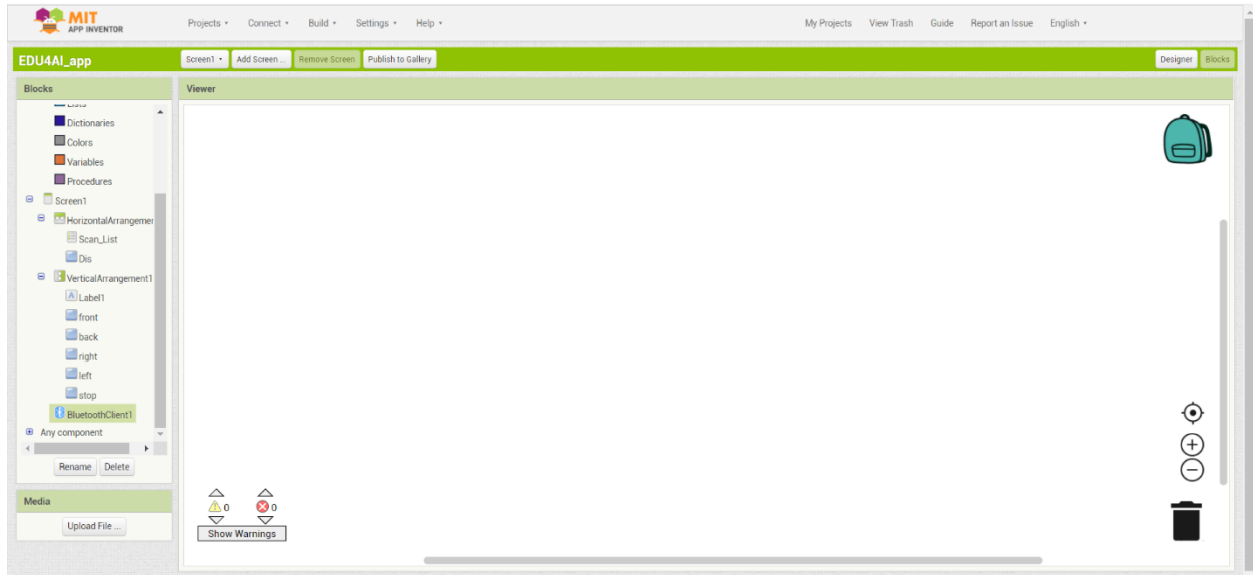 MIT
APP INVENTOR
Projects Connect Build Settings Help My Projects View Trash Guide Report an Issue English
EDU4AI_app Screen1 Add Screen ... Remove Screen Publish to Gallery Designer Blocks
Blocks
Viewer
Dictionaries
Colors
Variables
Procedures
Screen1
HorizontalArrangemer
Scan_List
Dis
VerticalArrangement1
A Label1
front
back
right
left
stop
BluetoothClient1
Any component
Rename Delete
Media
Upload File ...
0 0
Show Warnings